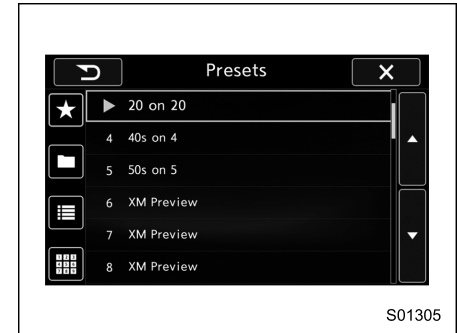 Presets
20 on 20
4 40s on 4
5 50s on 5
6 XM Preview
7 XM Preview
8 XM Preview
S01305